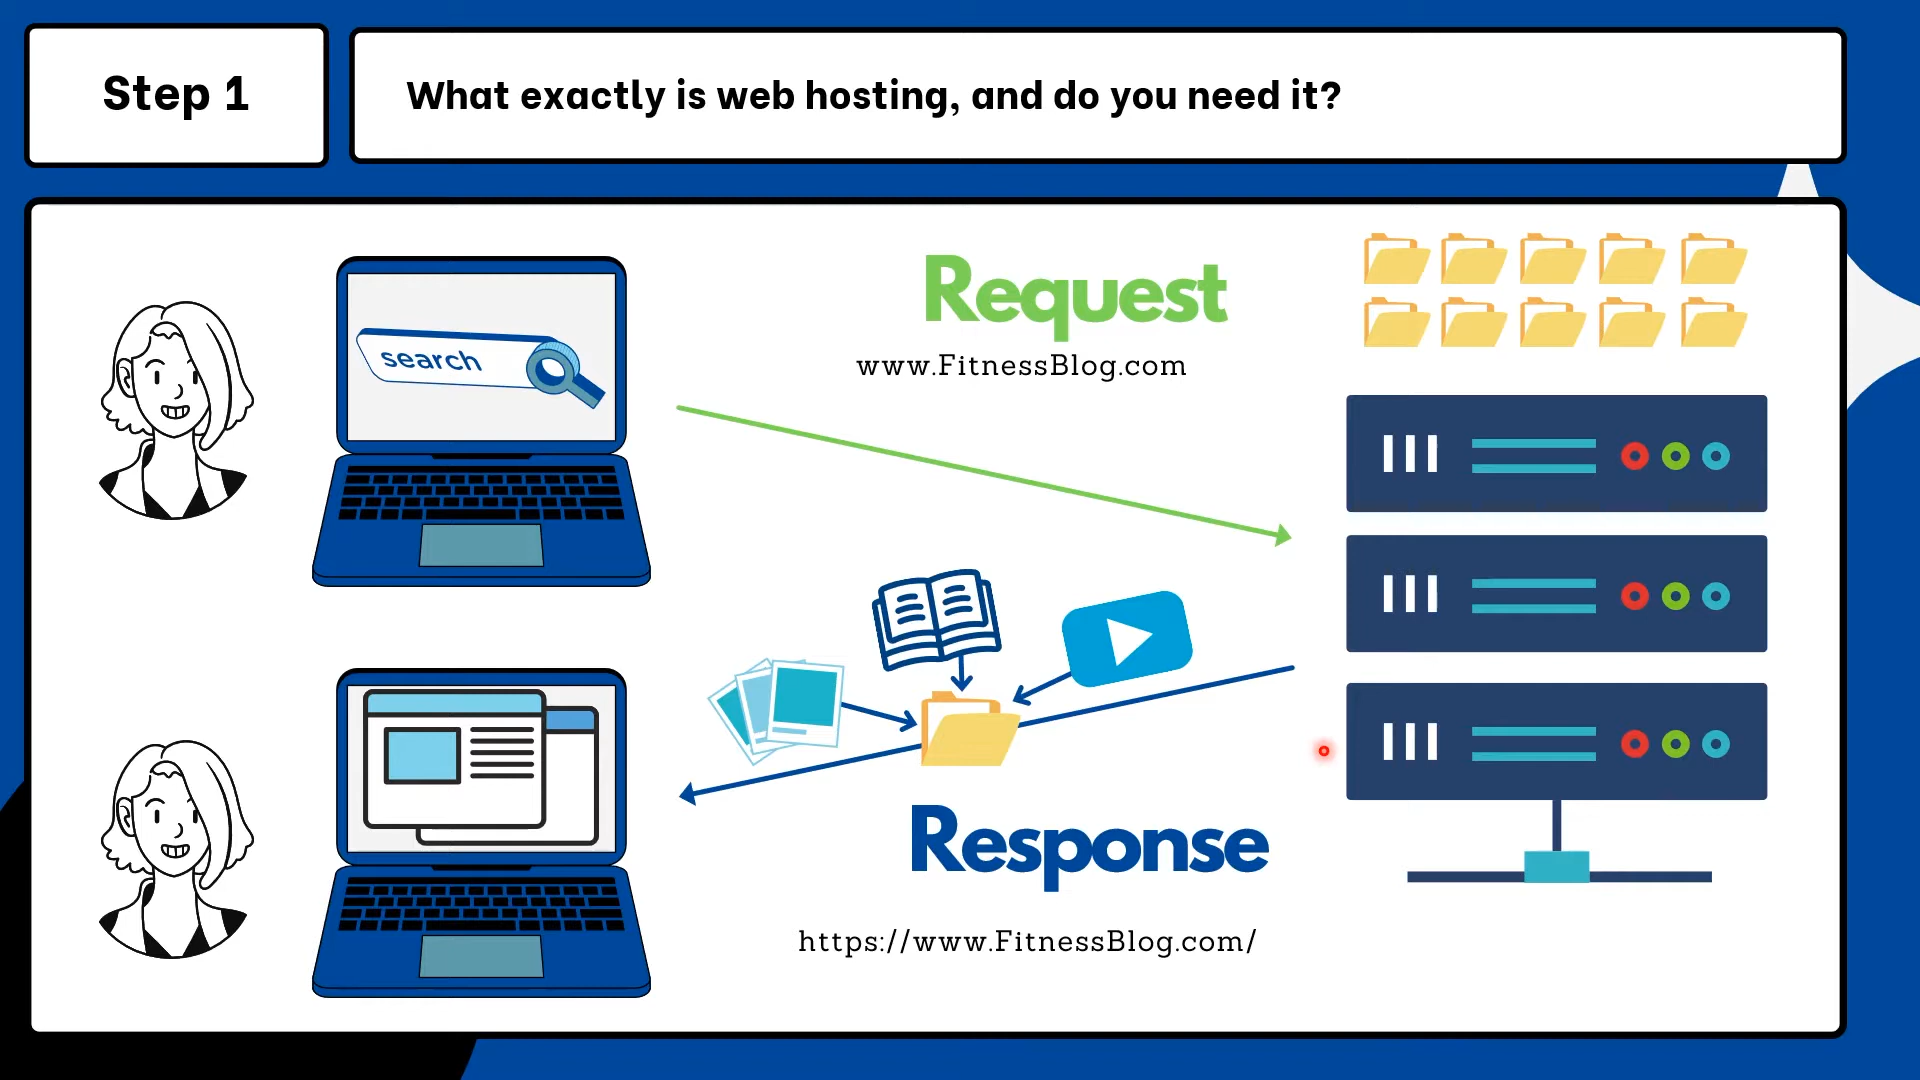 Step 1
What exactly is web hosting, and do you need it?
search
Request
www.FitnessBlog.com
Response
https://www.FitnessBlog.com/